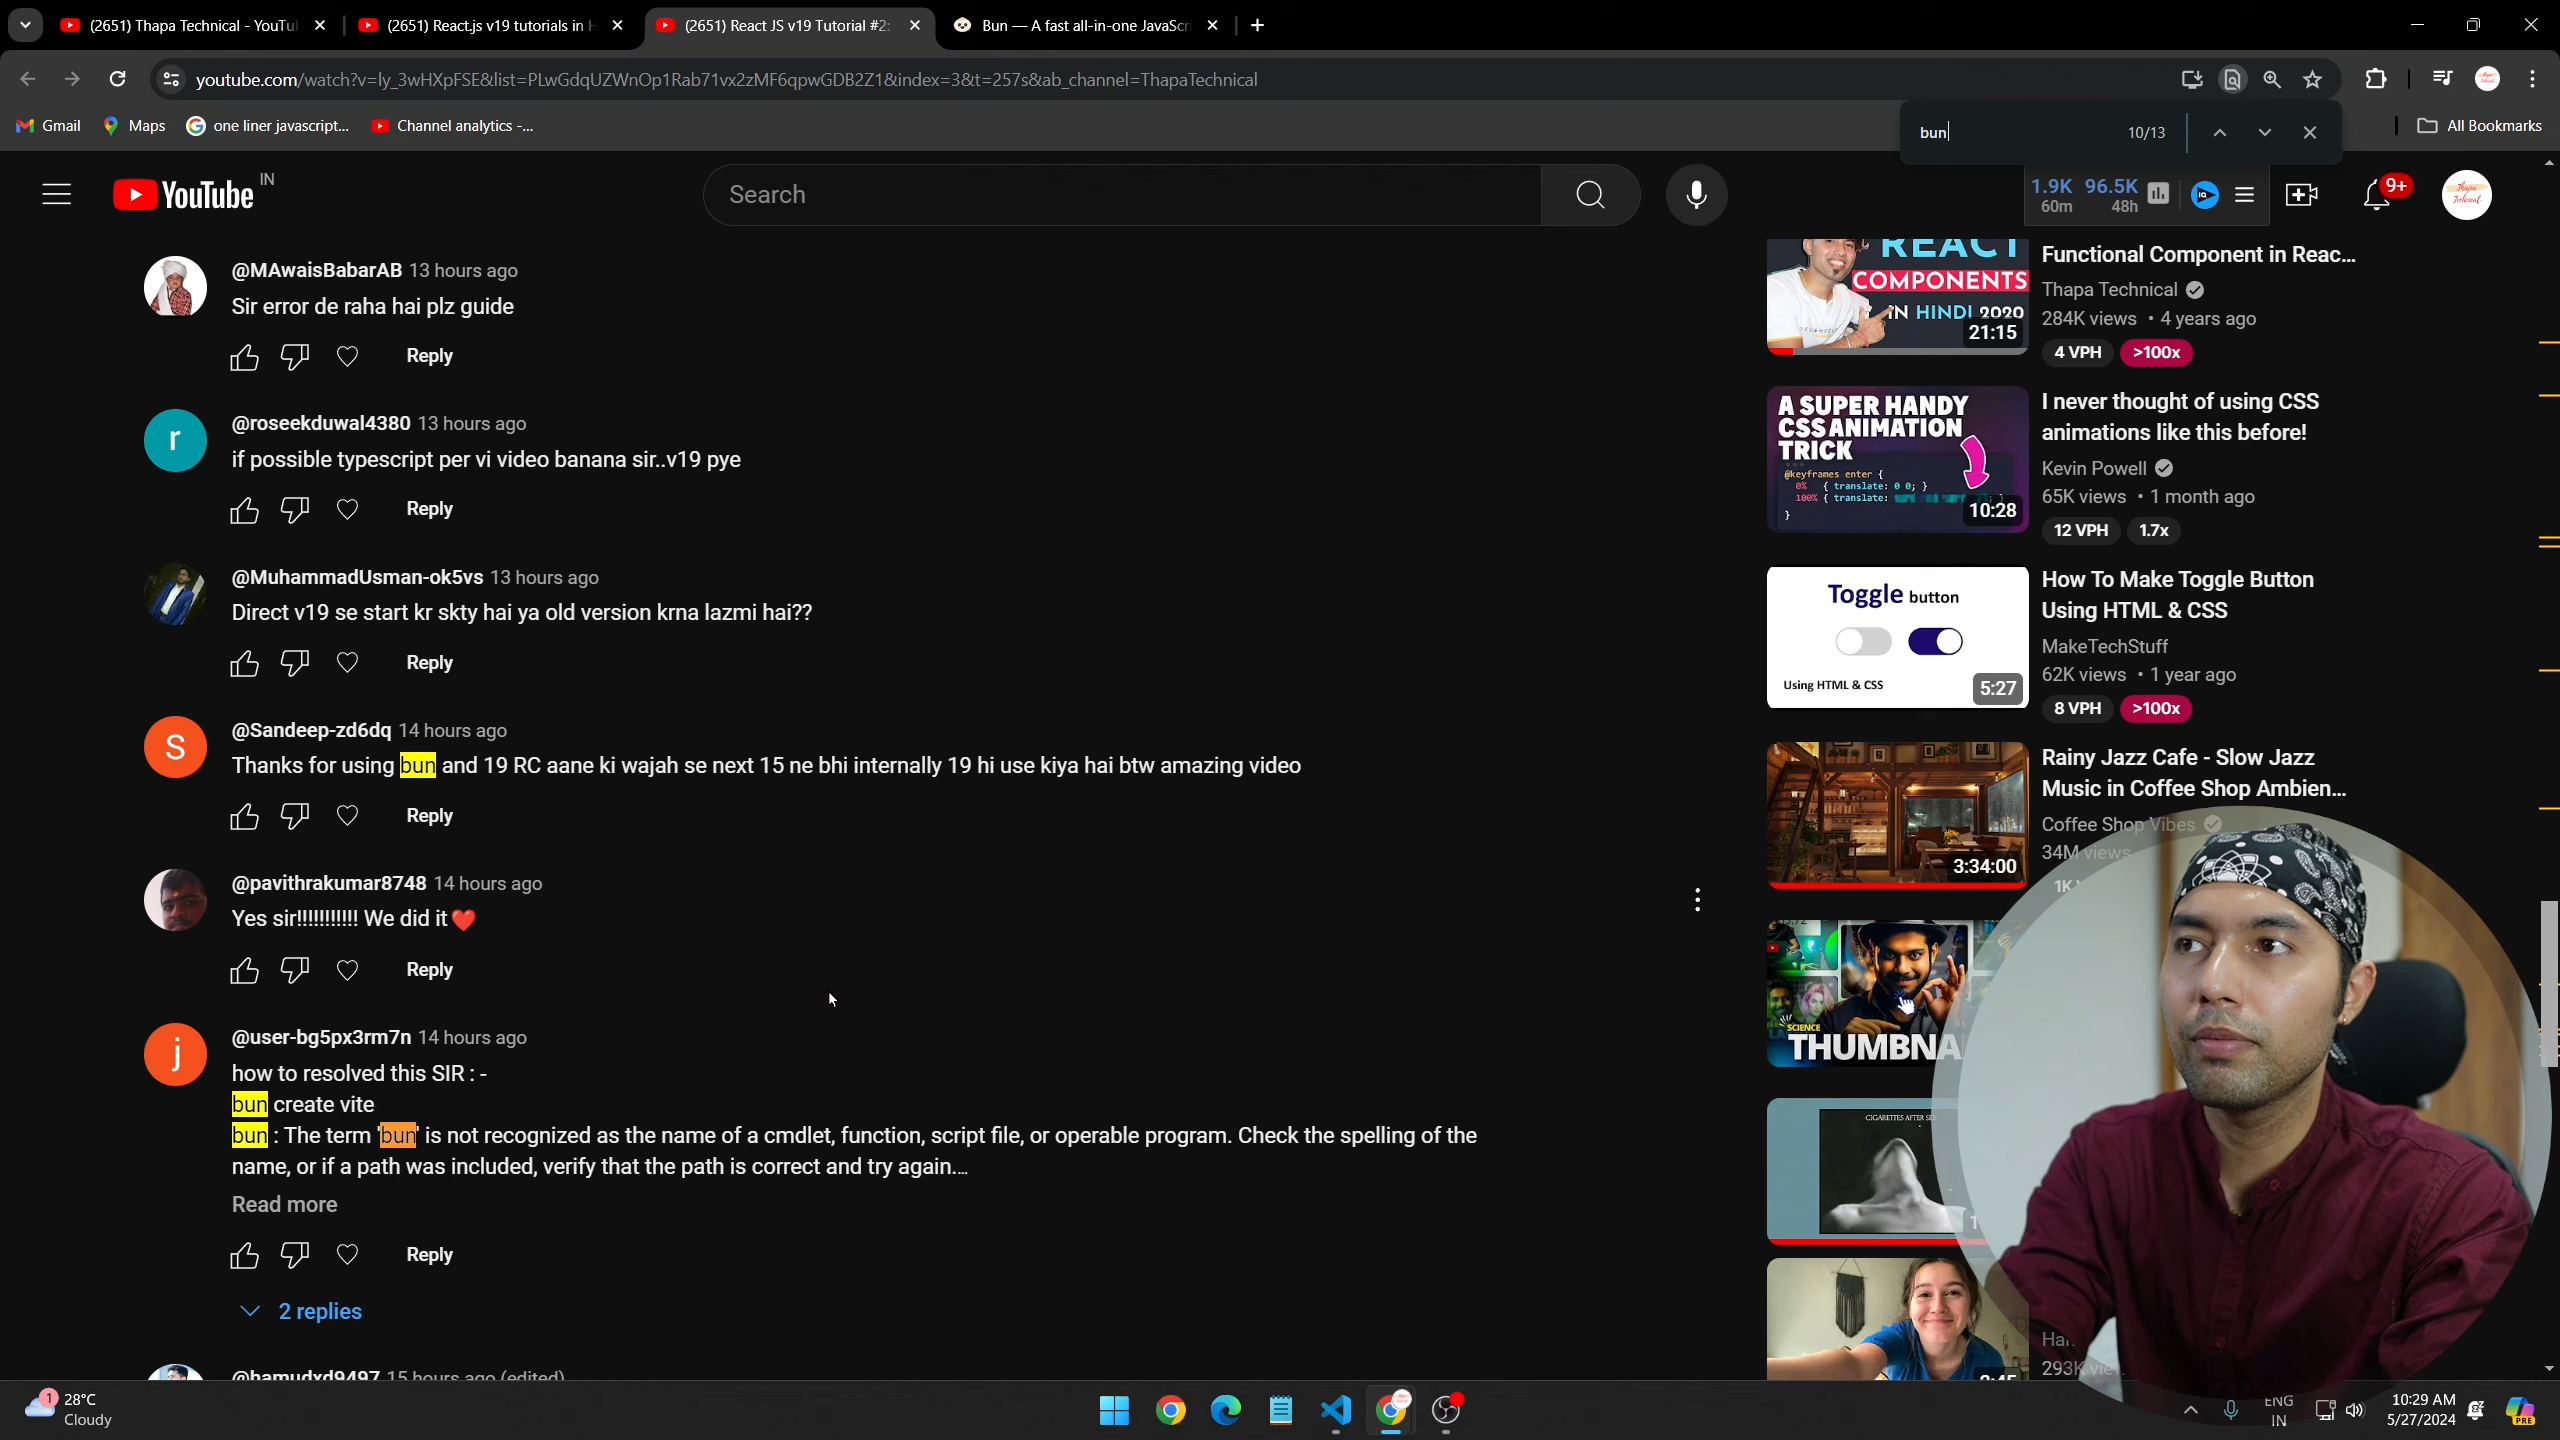 (2651) Thapa Technical - YouTu
(2651) React.js v19 tutorials in H
(2651) React JS v19 Tutorial #2:
Bun — A fast all-in-one JavaScr
youtube.com/watch?v=ly_3wHXpFSE&list=PLwGdqUZWnOp1Rab71vx2zMF6qpwGDB2Z1&index=3&t=257s&ab_channel=ThapaTechnical
Gmail
Maps
one liner javascript...
Channel analytics -...
bun
10/13
All Bookmarks
YouTube
IN
Search
1.9K 96.5K
60m 48h
9+
@MAwaisBabarAB 13 hours ago
Sir error de raha hai plz guide
Reply
@roseekduwal4380 13 hours ago
if possible typescript per vi video banana sir..v19 pye
Reply
@MuhammadUsman-ok5vs 13 hours ago
Direct v19 se start kr skty hai ya old version krna lazmi hai??
Reply
@Sandeep-zd6dq 14 hours ago
Thanks for using bun and 19 RC aane ki wajah se next 15 ne bhi internally 19 hi use kiya hai btw amazing video
Reply
@pavithrakumar8748 14 hours ago
Yes sir!!!!!!!!!!! We did it❤️
Reply
@user-bg5px3rm7n 14 hours ago
how to resolved this SIR : -
bun create vite
bun : The term 'bun' is not recognized as the name of a cmdlet, function, script file, or operable program. Check the spelling of the
name, or if a path was included, verify that the path is correct and try again....
Read more
Reply
2 replies
@hamudxd9497 15 hours ago (edited)
REACT
COMPONENTS
IN HINDI 2020
21:15
Functional Component in Reac...
Thapa Technical
284K views • 4 years ago
4 VPH >100x
A SUPER HANDY
CSS ANIMATION
TRICK
@keyframes enter {
0% { translate: 0 0; }
100% { translate:
}
10:28
I never thought of using CSS
animations like this before!
Kevin Powell
65K views • 1 month ago
12 VPH 1.7x
Toggle button
Using HTML & CSS
5:27
How To Make Toggle Button
Using HTML & CSS
MakeTechStuff
62K views • 1 year ago
8 VPH >100x
3:34:00
Rainy Jazz Cafe - Slow Jazz
Music in Coffee Shop Ambien...
Coffee Shop Vibes
34M views
SCIENCE
THUMBNA
CIGARETTES AFTER SE
293K
28°C
Cloudy
1
ENG
IN
10:29 AM
5/27/2024
PRE